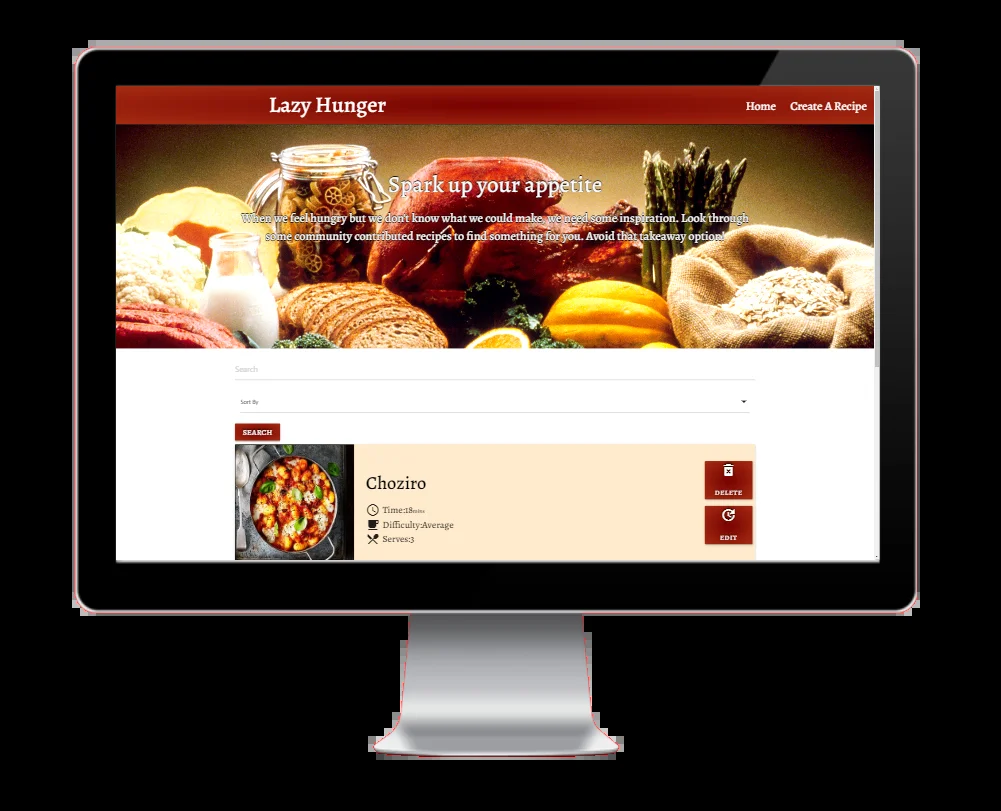 Lazy Hunger
Home
Create A Recipe
Spark up your appetite
When we feel hungry but we don't know what we could make, we need some inspiration. Look through
some community contributed recipes to find something for you. Avoid that takeaway option!
Search
Sort By
SEARCH
Choziro
Time:18mins
Difficulty:Average
Serves:3
DELETE
EDIT